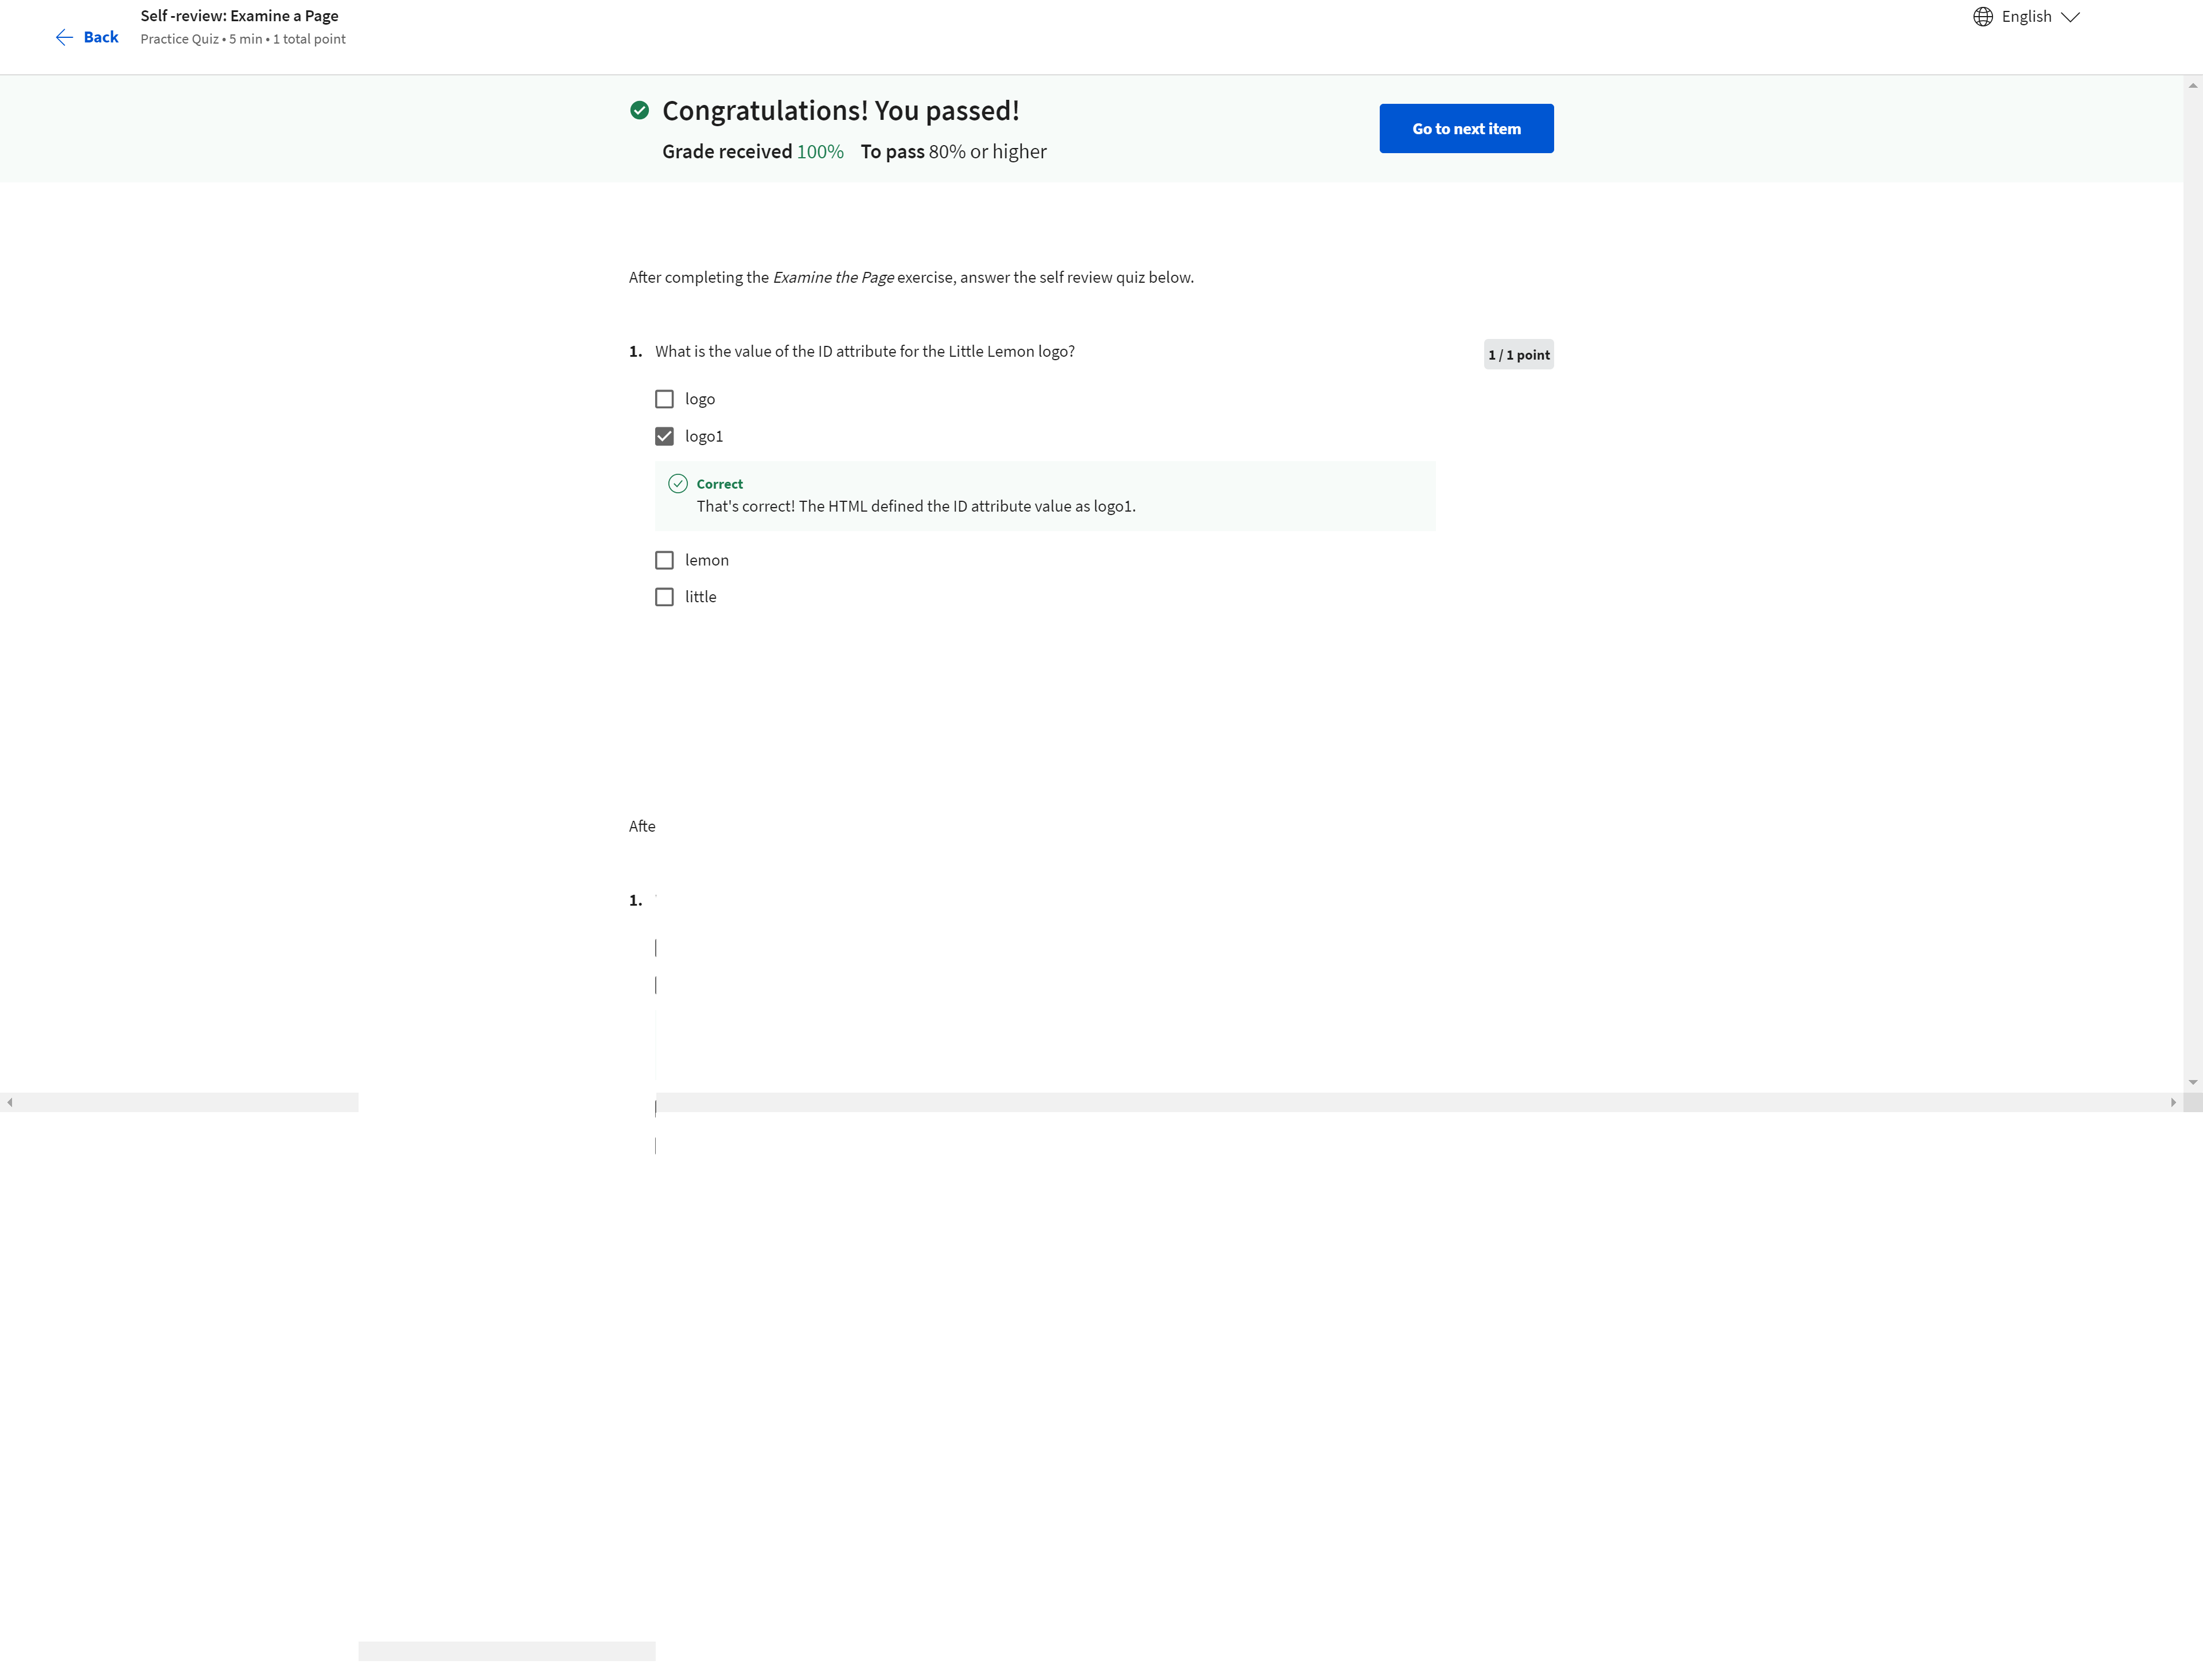 Self -review: Examine a Page
Back
Practice Quiz • 5 min • 1 total point
English
Congratulations! You passed!
Grade received 100% To pass 80% or higher
Go to next item
After completing the Examine the Page exercise, answer the self review quiz below.
1. What is the value of the ID attribute for the Little Lemon logo?
1 / 1 point
logo
logo1
Correct
That's correct! The HTML defined the ID attribute value as logo1.
lemon
little
Afte
1.